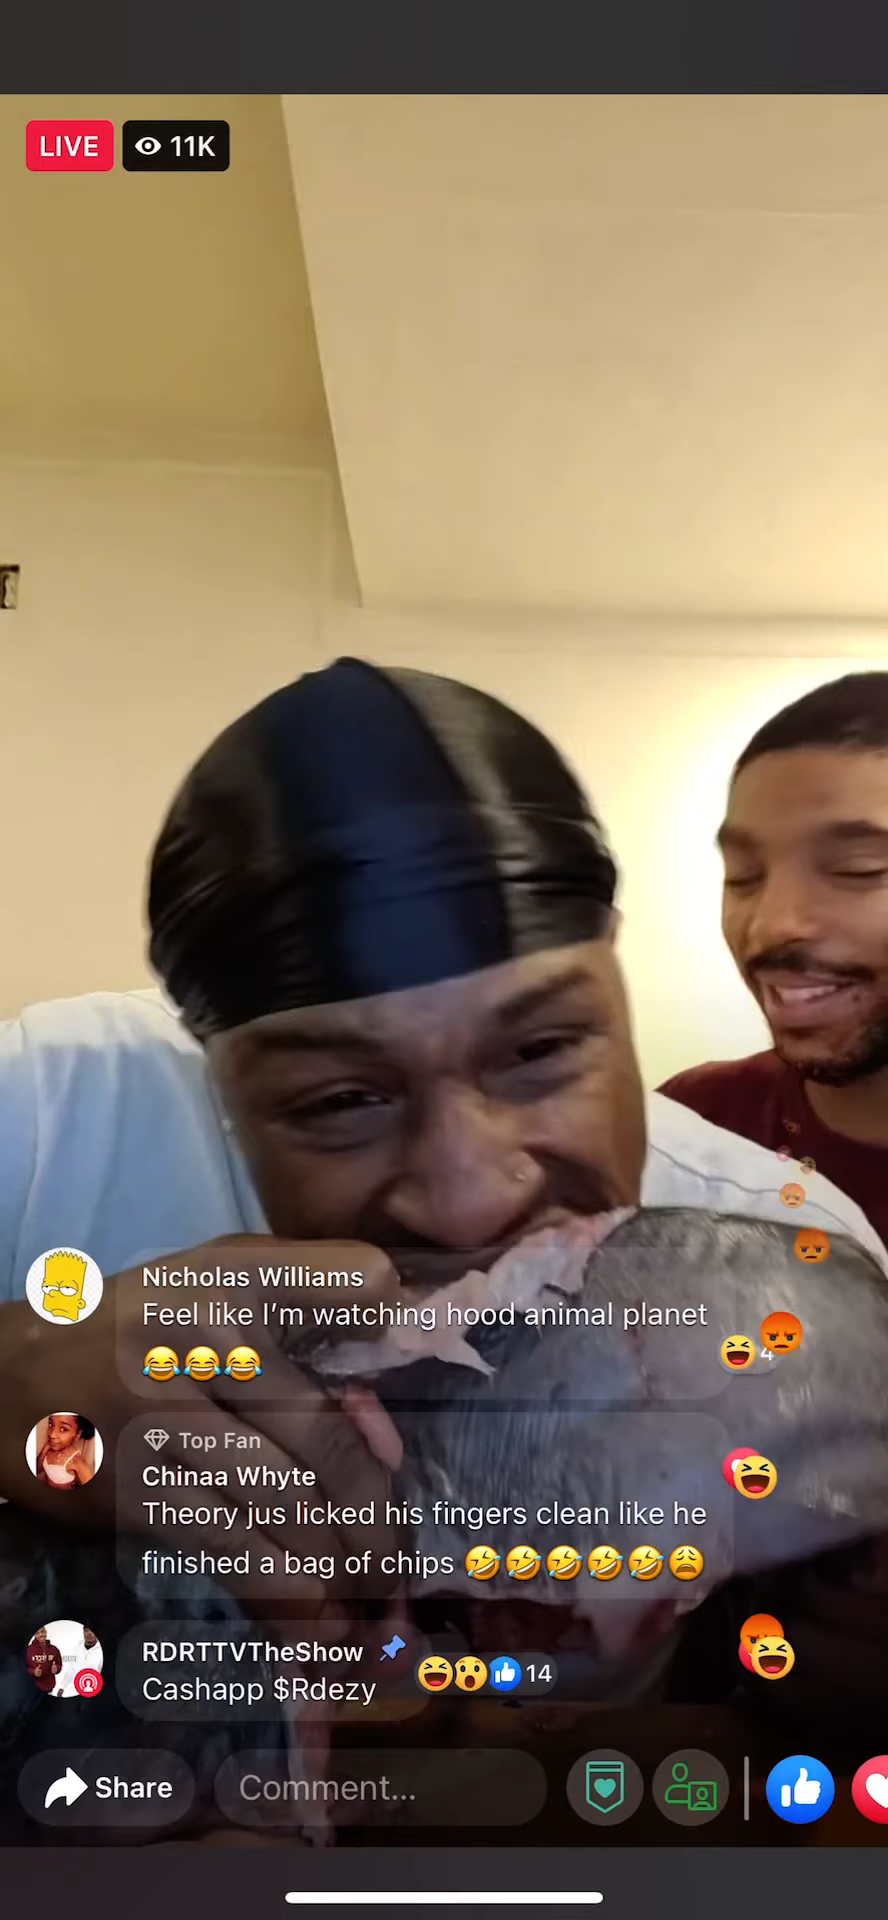 LIVE 11K
Nicholas Williams
Feel like I’m watching hood animal planet
😂😂😂
4
Top Fan
Chinaa Whyte
Theory jus licked his fingers clean like he
finished a bag of chips 🤣🤣🤣🤣🤣😩
RDRTTVTheShow
Cashapp $Rdezy
14
Share Comment...